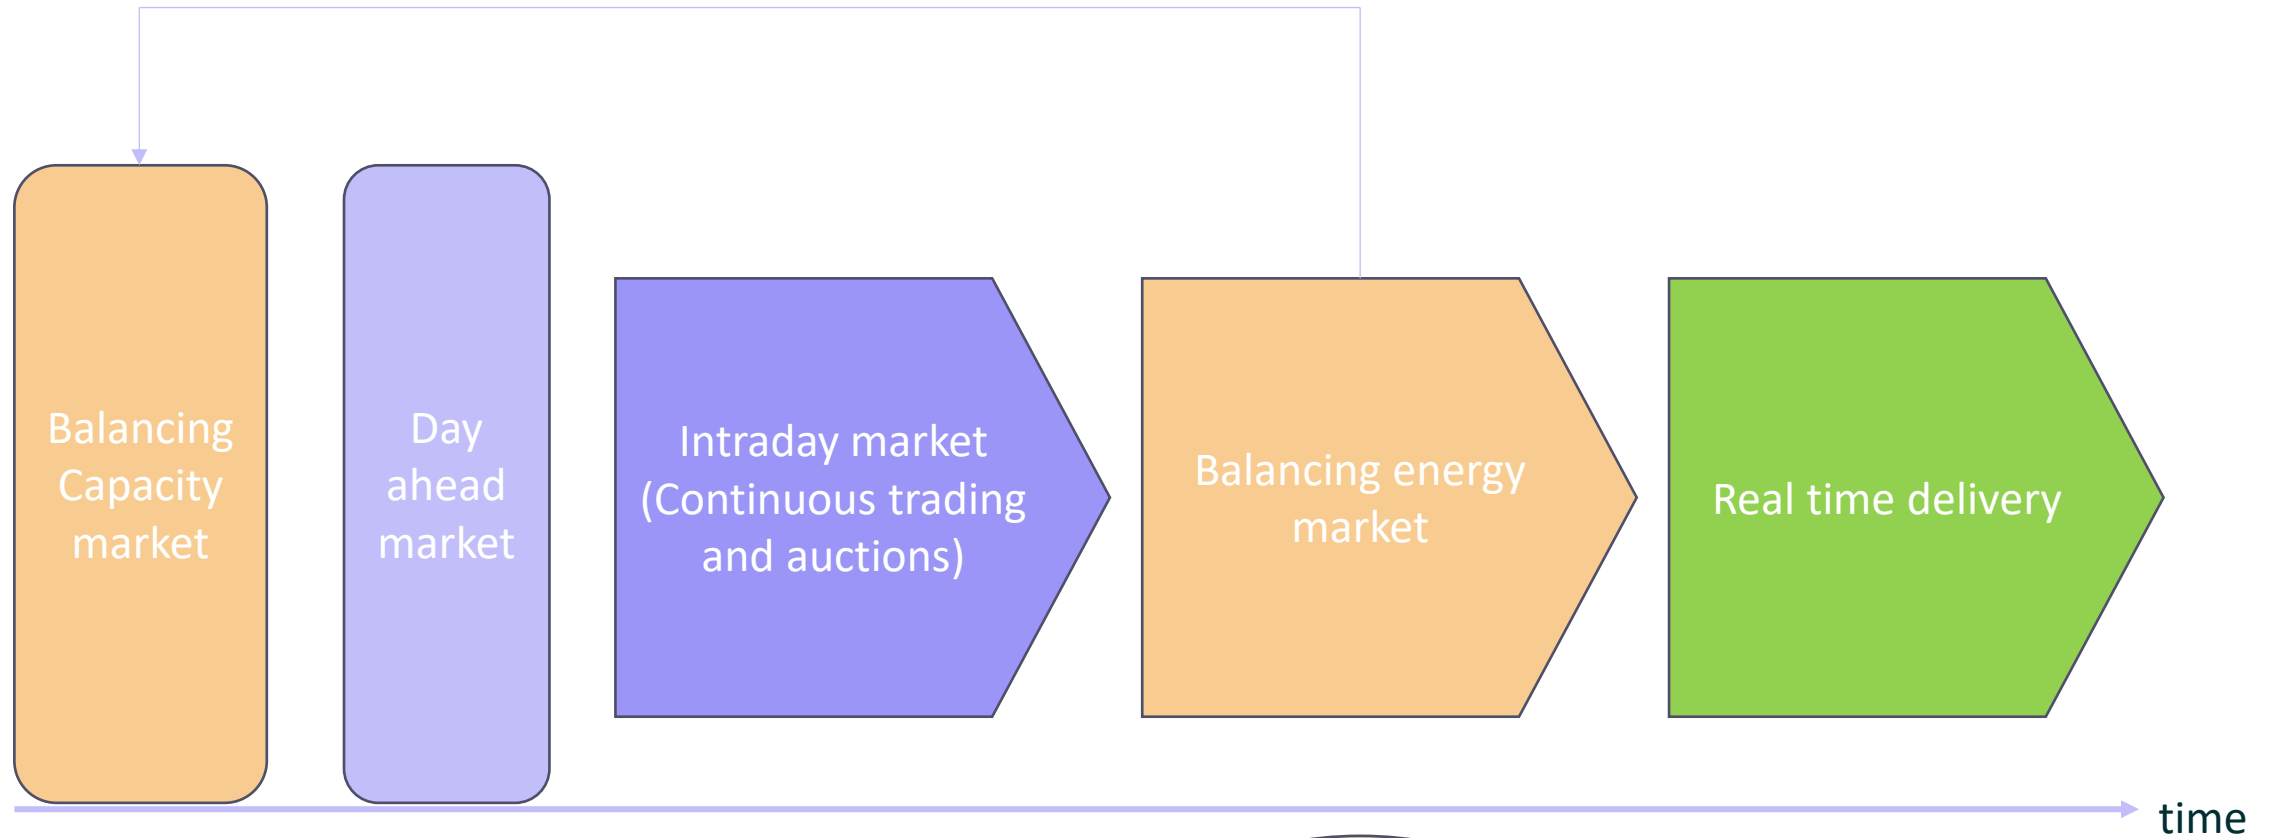 Balancing
Capacity
market
Day
ahead
market
Intraday market
(Continuous trading
and auctions)
Balancing energy
market
Real time delivery
time